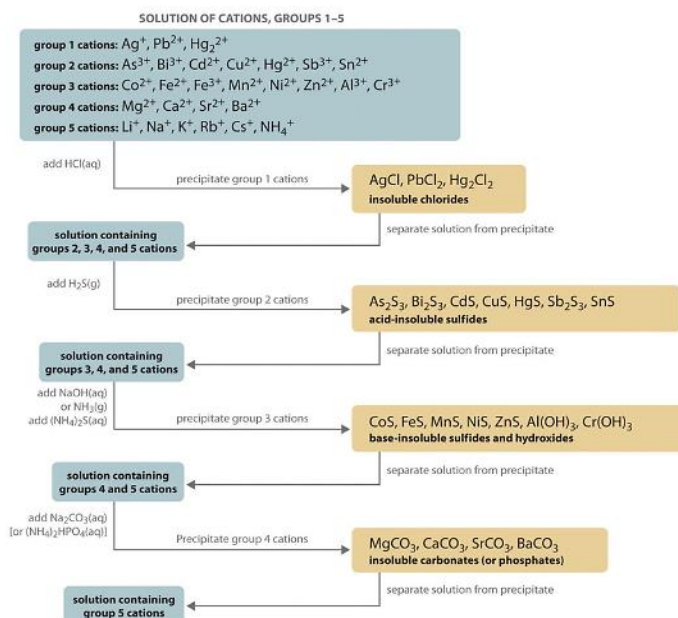 SOLUTION OF CATIONS, GROUPS 1–5
group 1 cations: Ag⁺, Pb²⁺, Hg₂²⁺
group 2 cations: As³⁺, Bi³⁺, Cd²⁺, Cu²⁺, Hg²⁺, Sb³⁺, Sn²⁺
group 3 cations: Co²⁺, Fe²⁺, Fe³⁺, Mn²⁺, Ni²⁺, Zn²⁺, Al³⁺, Cr³⁺
group 4 cations: Mg²⁺, Ca²⁺, Sr²⁺, Ba²⁺
group 5 cations: Li⁺, Na⁺, K⁺, Rb⁺, Cs⁺, NH₄⁺
add HCl(aq)
precipitate group 1 cations
AgCl, PbCl₂, Hg₂Cl₂
insoluble chlorides
separate solution from precipitate
solution containing
groups 2, 3, 4, and 5 cations
add H₂S(g)
precipitate group 2 cations
As₂S₃, Bi₂S₃, CdS, CuS, HgS, Sb₂S₃, SnS
acid-insoluble sulfides
separate solution from precipitate
solution containing
groups 3, 4, and 5 cations
add NaOH(aq)
or NH₃(g)
add (NH₄)₂S(aq)
precipitate group 3 cations
CoS, FeS, MnS, NiS, ZnS, Al(OH)₃, Cr(OH)₃
base-insoluble sulfides and hydroxides
separate solution from precipitate
solution containing
groups 4 and 5 cations
add Na₂CO₃(aq)
[or (NH₄)₂HPO₄(aq)]
Precipitate group 4 cations
MgCO₃, CaCO₃, SrCO₃, BaCO₃
insoluble carbonates (or phosphates)
separate solution from precipitate
solution containing
group 5 cations